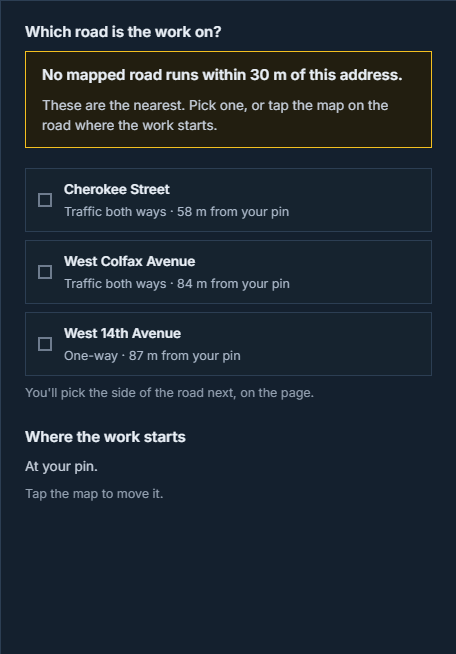 Which road is the work on?
No mapped road runs within 30 m of this address.
These are the nearest. Pick one, or tap the map on the
road where the work starts.
Cherokee Street
Traffic both ways · 58 m from your pin
West Colfax Avenue
Traffic both ways · 84 m from your pin
West 14th Avenue
One-way · 87 m from your pin
You'll pick the side of the road next, on the page.
Where the work starts
At your pin.
Tap the map to move it.